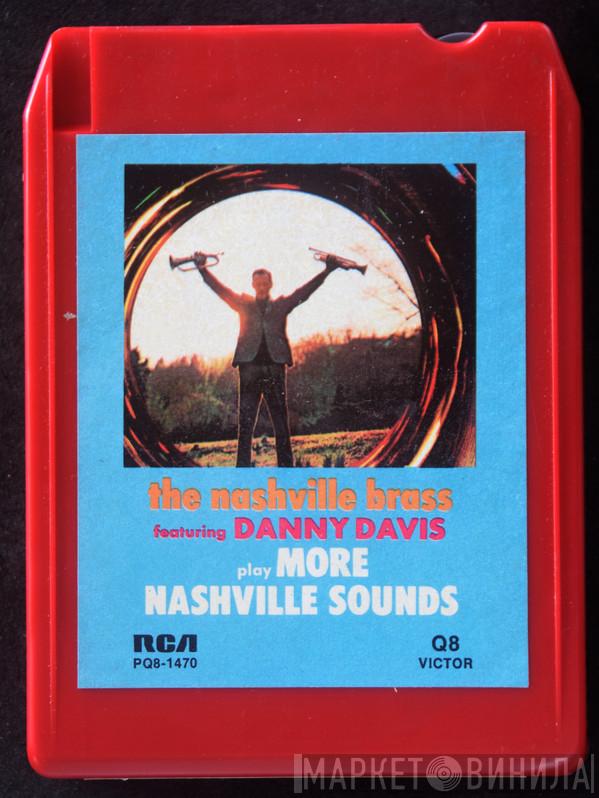 the nashville brass
featuring DANNY DAVIS
play MORE
NASHVILLE SOUNDS
RCA
PQ8-1470
Q8
VICTOR
МАРКЕТ ВИНИЛА